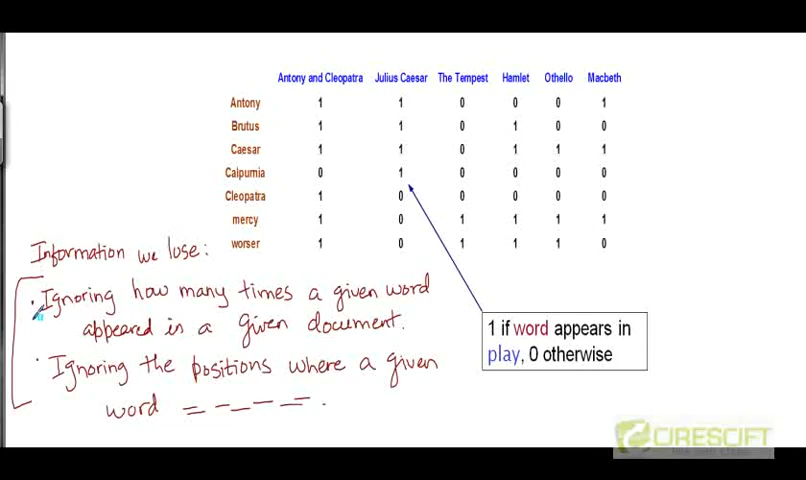 Antony and Cleopatra Julius Caesar The Tempest Hamlet Othello Macbeth
Antony 1 1 0 0 0 1
Brutus 1 1 0 1 0 0
Caesar 1 1 0 1 1 1
Calpurnia 0 1 0 0 0 0
Cleopatra 1 0 0 0 0 0
mercy 1 0 1 1 1 1
worser 1 0 1 1 1 0
Information we lose:
· Ignoring how many times a given word
appeared in a given document.
· Ignoring the positions where a given
word
1 if word appears in
play, 0 otherwise